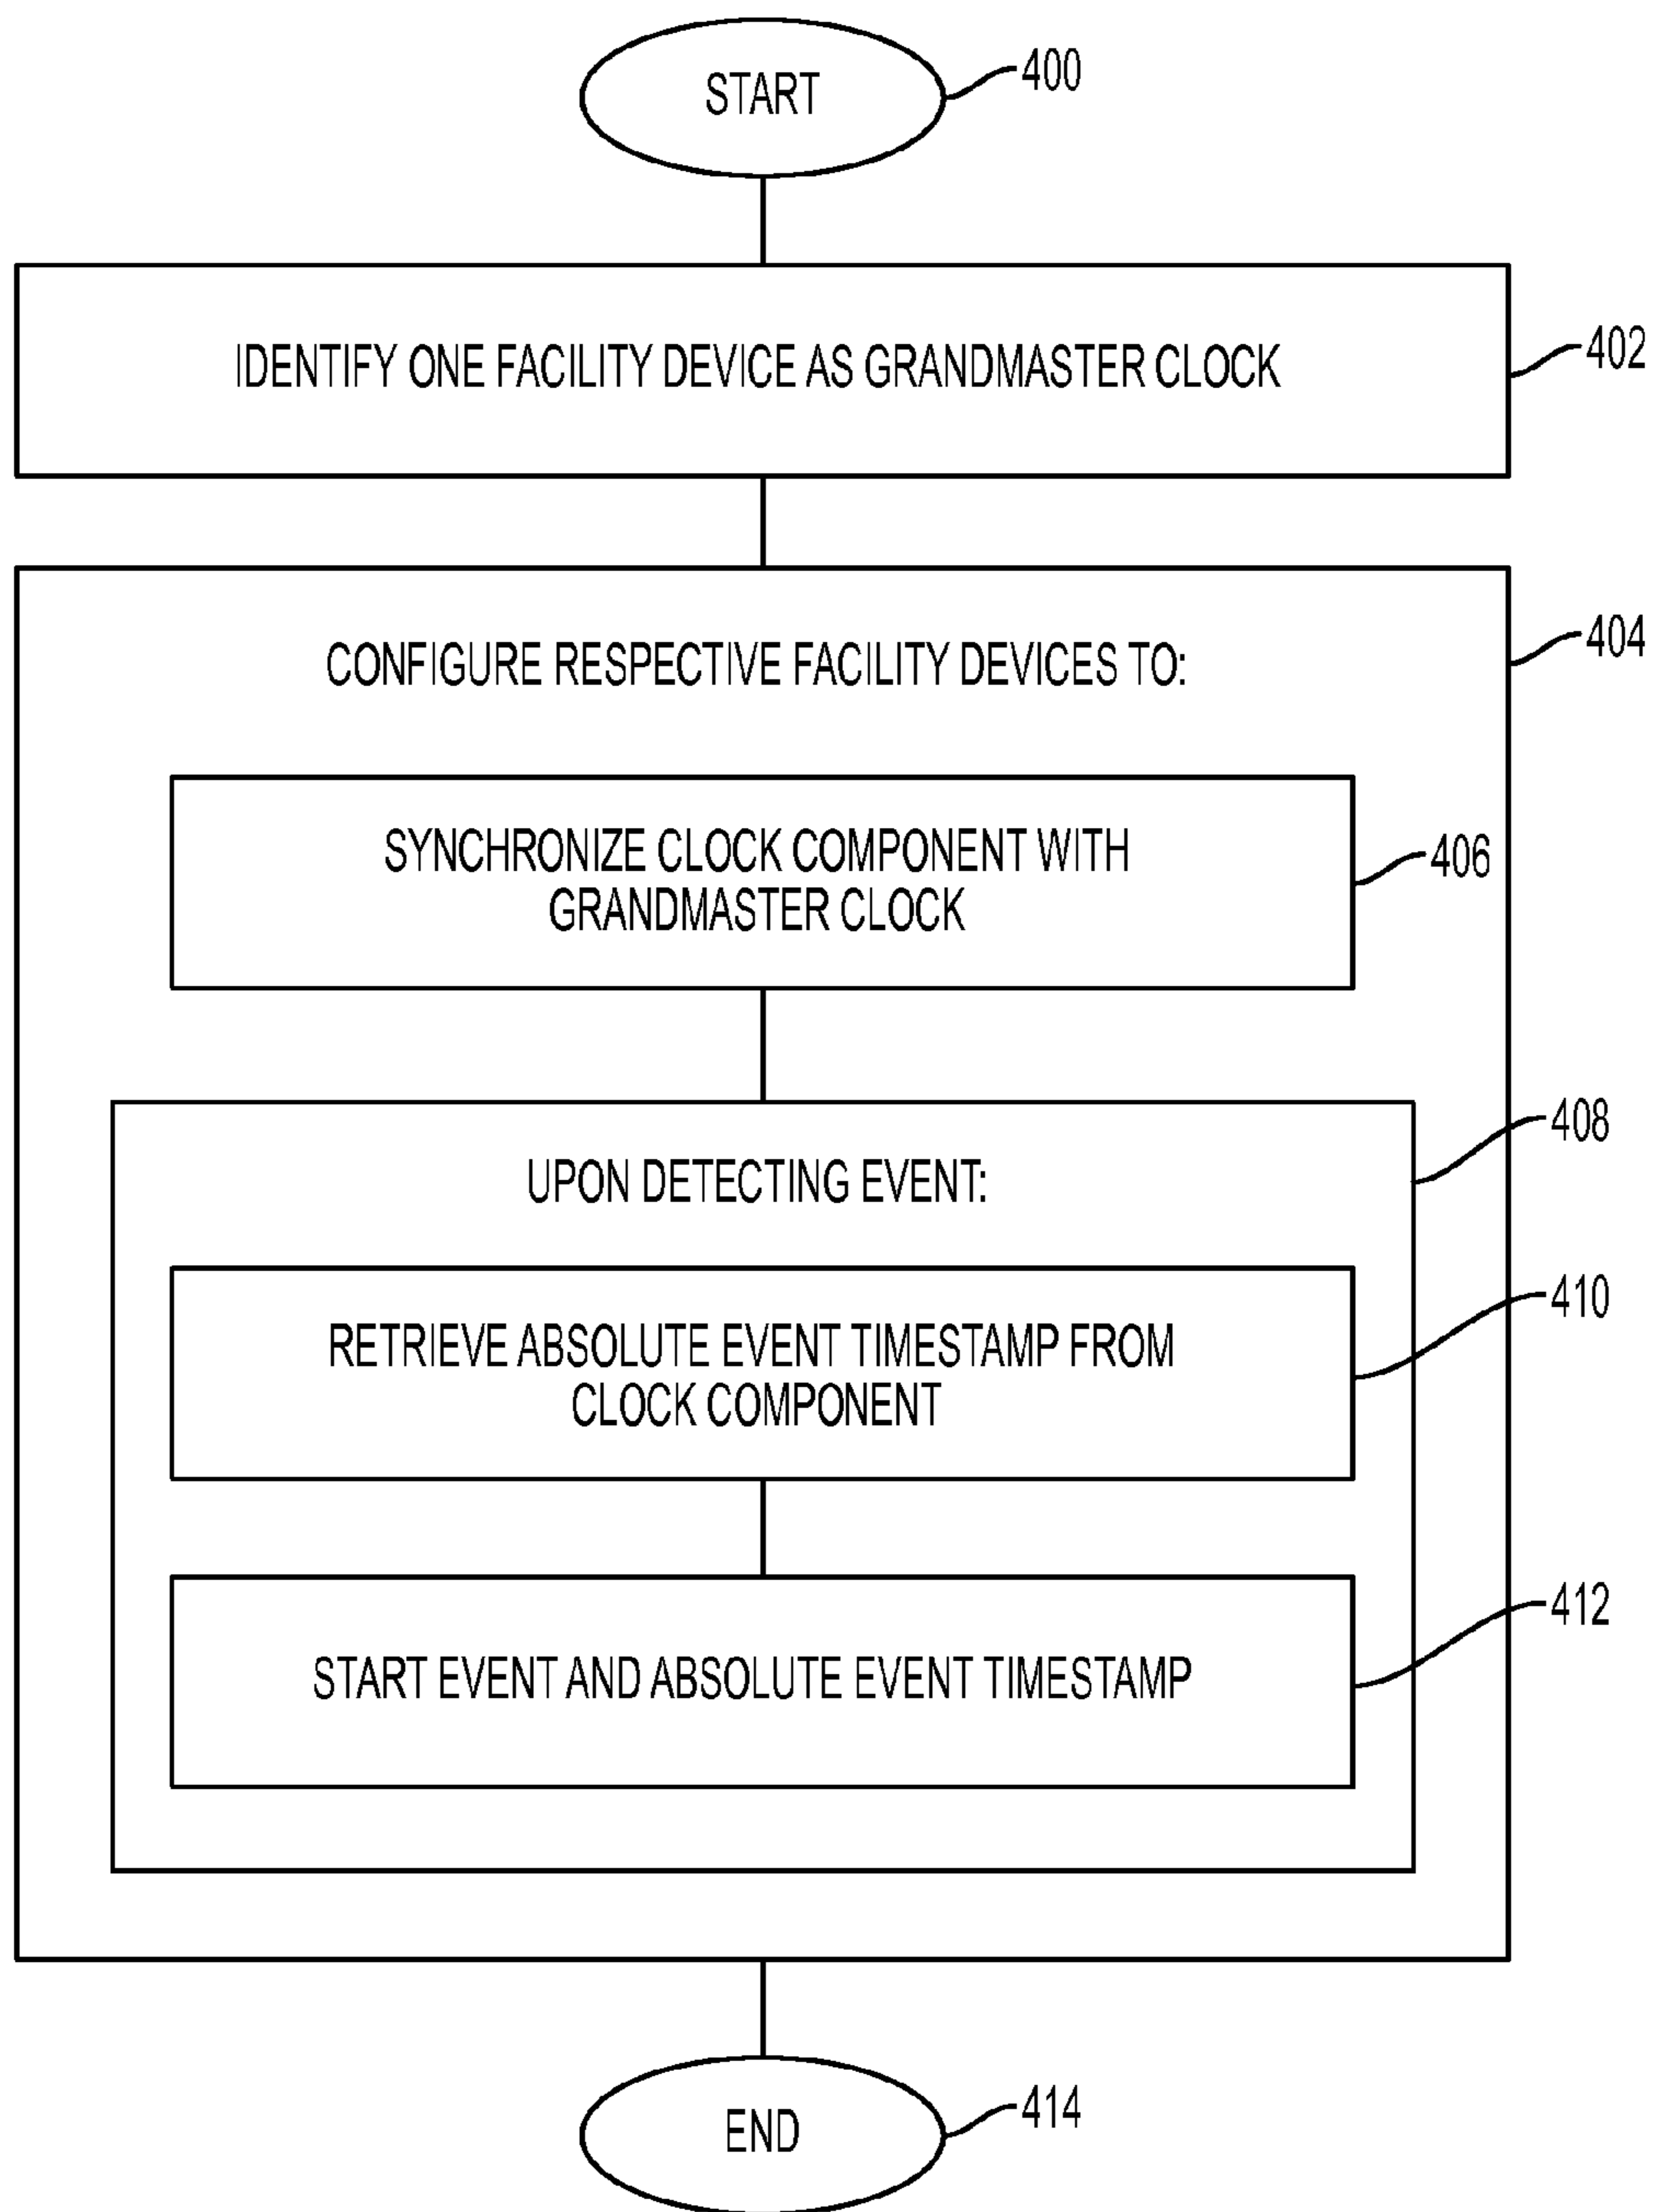 START
400
IDENTIFY ONE FACILITY DEVICE AS GRANDMASTER CLOCK
402
CONFIGURE RESPECTIVE FACILITY DEVICES TO:
404
SYNCHRONIZE CLOCK COMPONENT WITH
GRANDMASTER CLOCK
406
UPON DETECTING EVENT:
408
RETRIEVE ABSOLUTE EVENT TIMESTAMP FROM
CLOCK COMPONENT
410
START EVENT AND ABSOLUTE EVENT TIMESTAMP
412
END
414